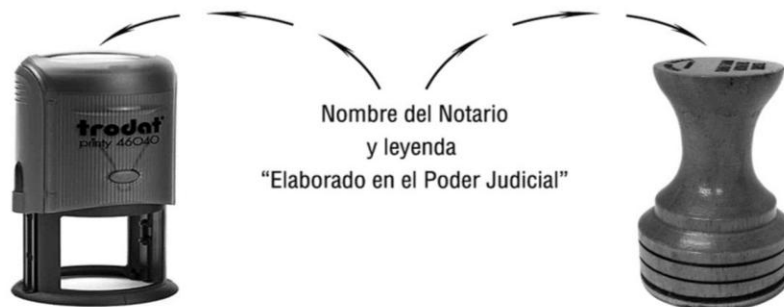 trodat
printy 46040
Nombre del Notario
y leyenda
“Elaborado en el Poder Judicial”